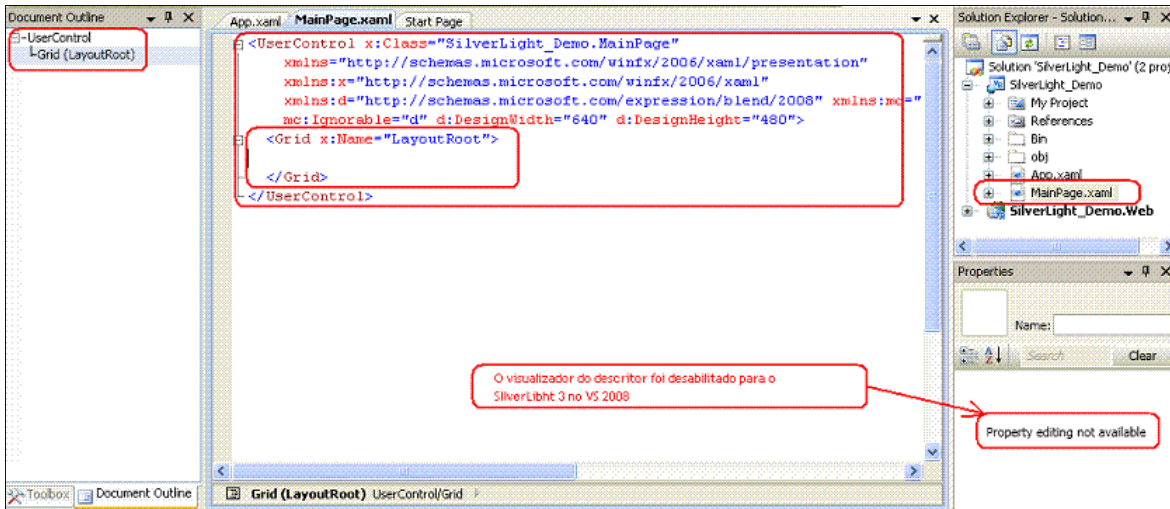 Document Outline
-UserControl
Grid (LayoutRoot)
Toolbox
Document Outline
App.xaml
MainPage.xaml
Start Page
<UserControl x:Class="SilverLight_Demo.MainPage"
xmlns="http://schemas.microsoft.com/winfx/2006/xaml/presentation"
xmlns:x="http://schemas.microsoft.com/winfx/2006/xaml"
xmlns:d="http://schemas.microsoft.com/expression/blend/2008" xmlns:mc="
mc:Ignorable="d" d:DesignWidth="640" d:DesignHeight="480">
<Grid x:Name="LayoutRoot">
</Grid>
</UserControl>
O visualizador do descritor foi desabilitado para o
SilverLibht 3 no VS 2008
Grid (LayoutRoot) UserControl/Grid
Solution Explorer - Solution...
Solution 'SilverLight_Demo' (2 proj
SilverLight_Demo
My Project
References
Bin
obj
App.xaml
MainPage.xaml
SilverLight_Demo.Web
Properties
Name:
Search
Clear
Property editing not available